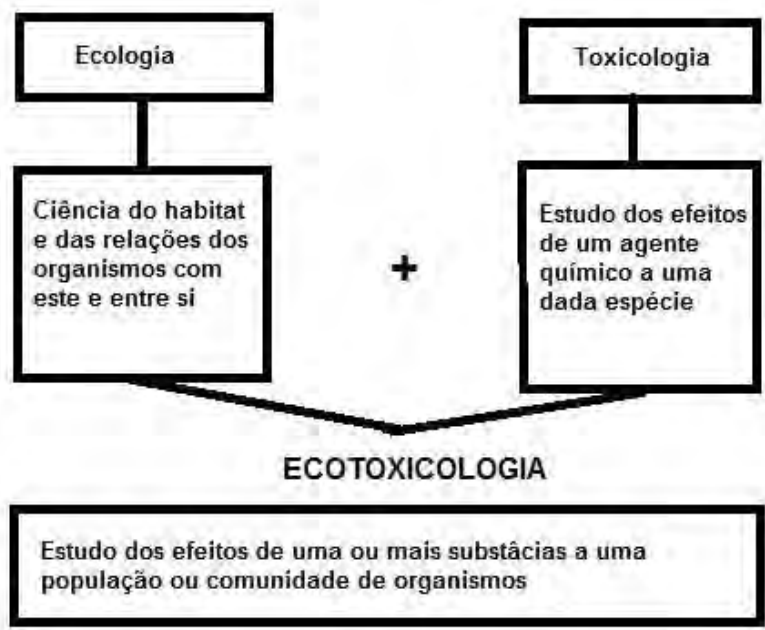 Ecologia
Toxicologia
Ciência do habitat
e das relações dos
organismos com
este e entre si
+
Estudo dos efeitos
de um agente
químico a uma
dada espécie
ECOTOXICOLOGIA
Estudo dos efeitos de uma ou mais substâcias a uma
população ou comunidade de organismos